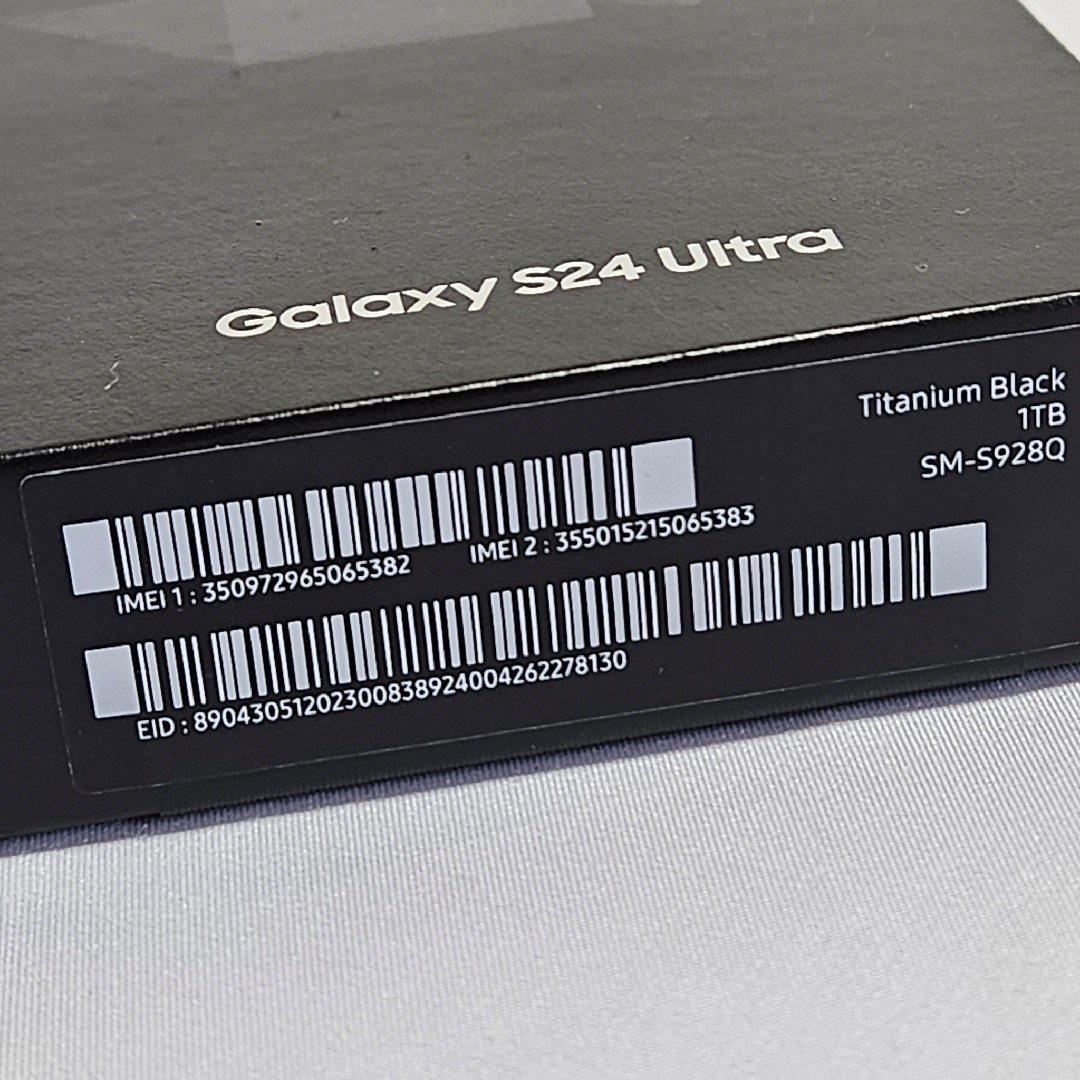 Galaxy S24 Ultra
Titanium Black
1TB
SM-S928Q
IMEI 1 : 350972965065382
IMEI 2 : 355015215065383
EID : 89043051202300838924004262278130